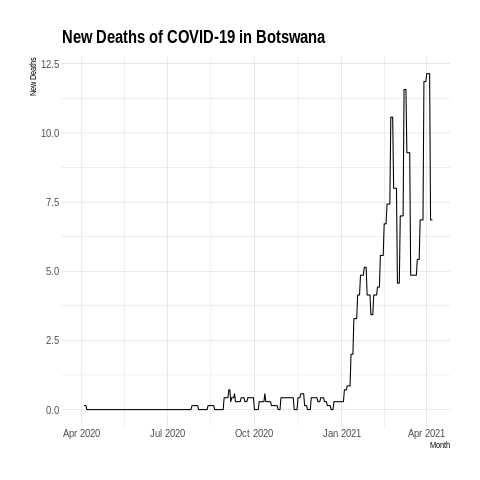 New Deaths of COVID-19 in Botswana
New Deaths
12.5
10.0
7.5
5.0
2.5
0.0
Apr 2020 Jul 2020 Oct 2020 Jan 2021 Apr 2021
Month